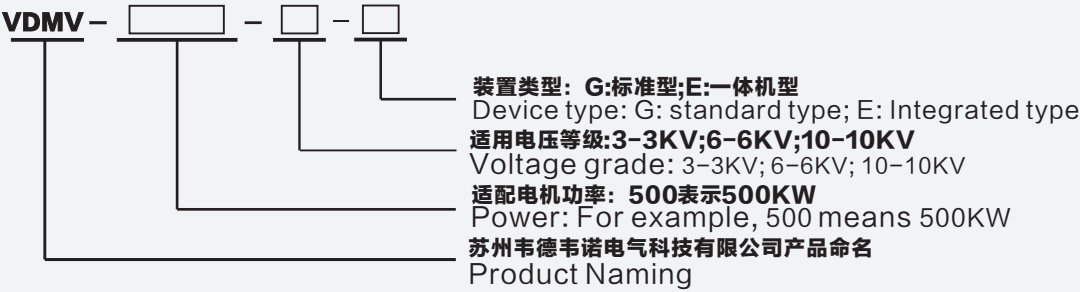 VDMV- - -
装置类型：G:标准型;E:一体机型
Device type: G: standard type; E: Integrated type
适用电压等级:3-3KV;6-6KV;10-10KV
Voltage grade: 3-3KV; 6-6KV; 10-10KV
适配电机功率：500表示500KW
Power: For example, 500 means 500KW
苏州韦德韦诺电气科技有限公司产品命名
Product Naming